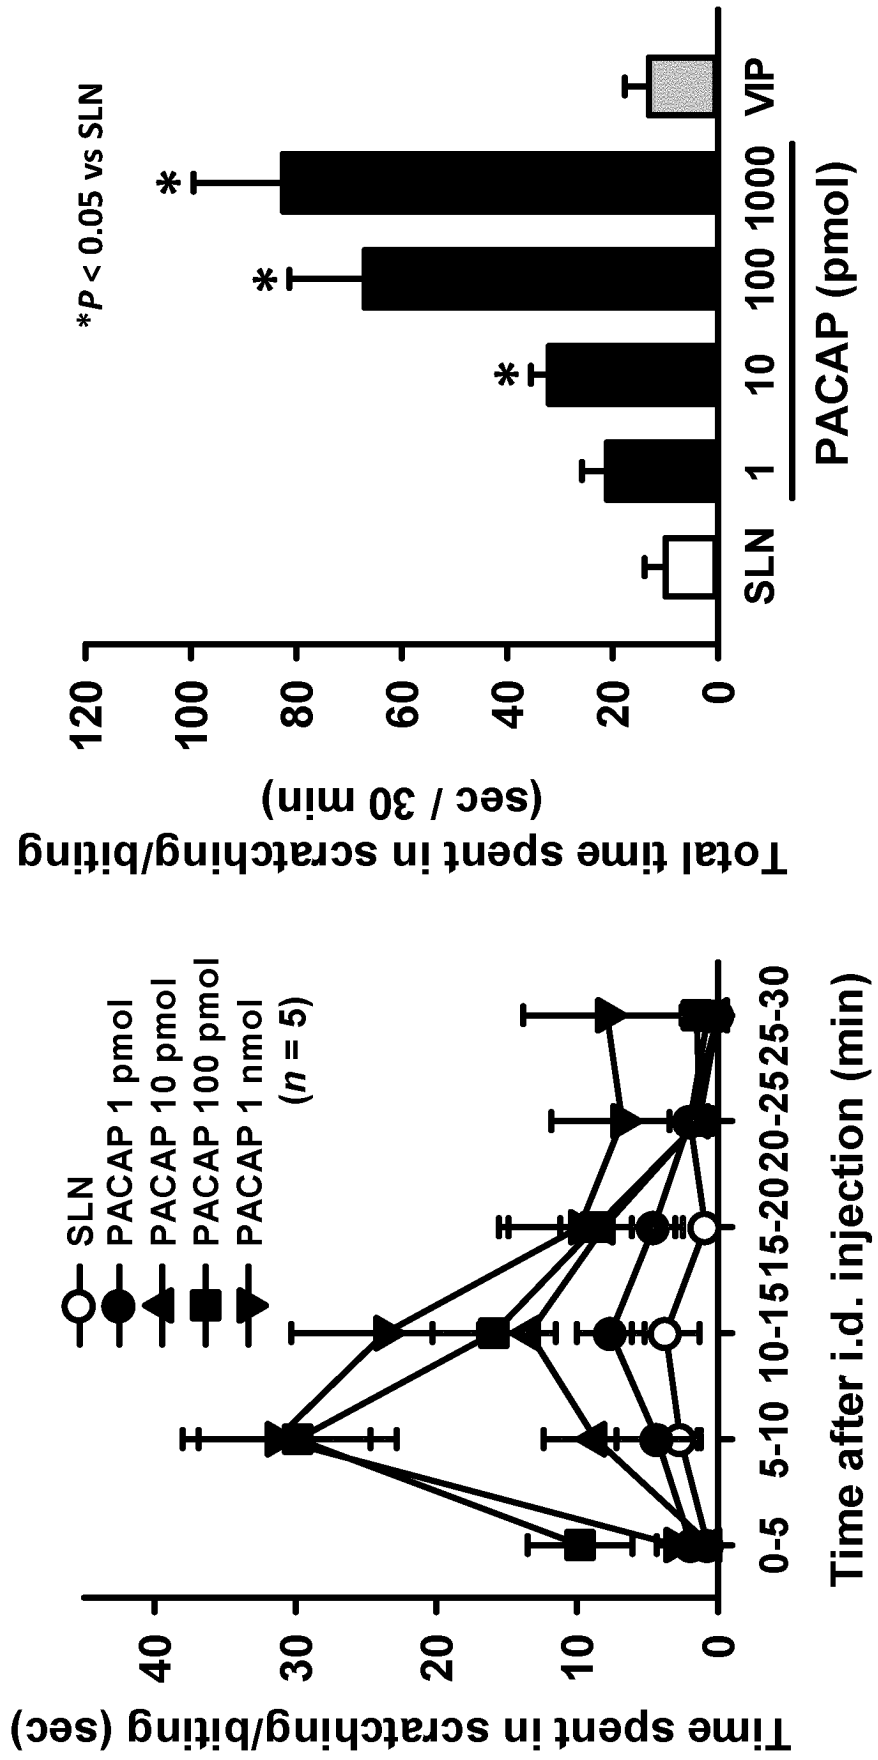 Time spent in scratching/biting (sec)
40
30
20
10
0
SLN
PACAP 1 pmol
PACAP 10 pmol
PACAP 100 pmol
PACAP 1 nmol
(n = 5)
0-5 5-10 10-15 15-20 20-25 25-30
Time after i.d. injection (min)
Total time spent in scratching/biting
(sec / 30 min)
120
100
80
60
40
20
0
*P < 0.05 vs SLN
* * *
SLN 1 10 100 1000 VIP
PACAP (pmol)